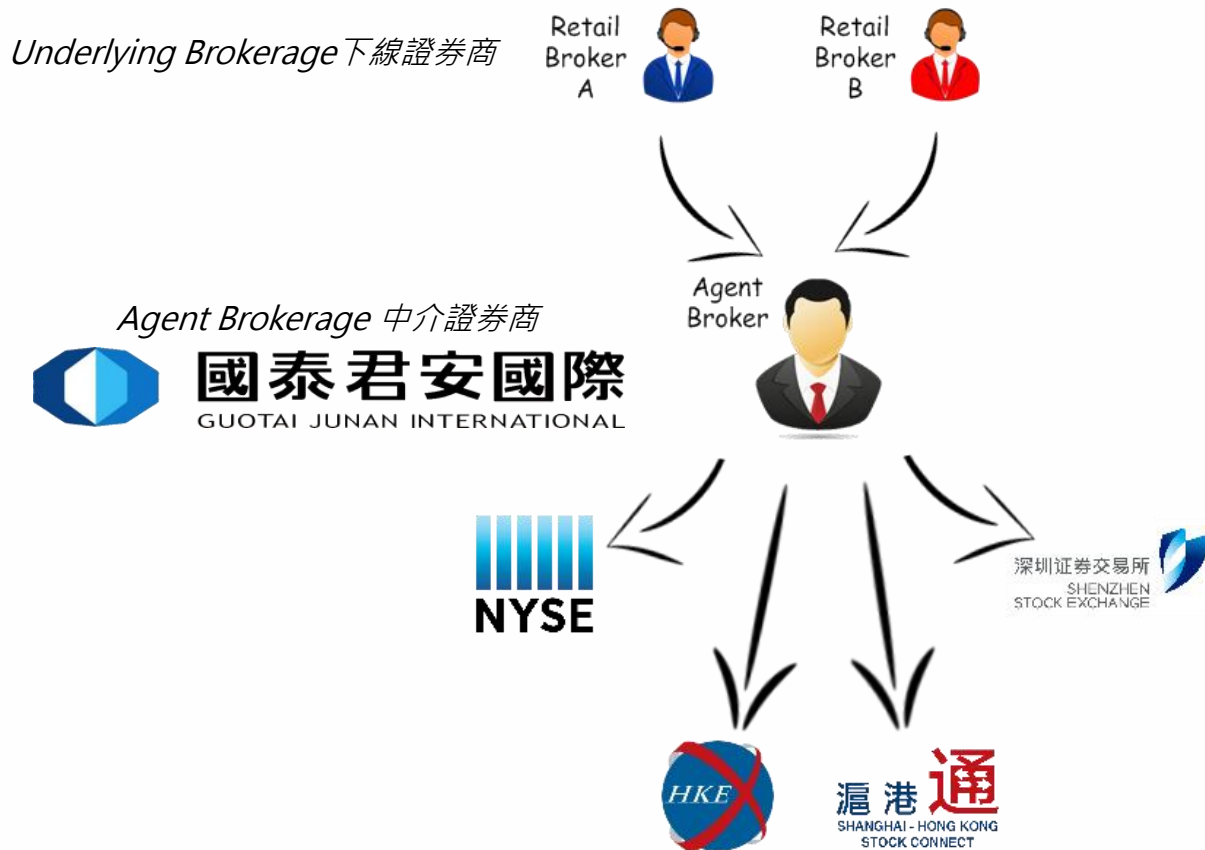 Underlying Brokerage下線證券商
Retail
Broker
A
Retail
Broker
B
Agent
Broker
Agent Brokerage 中介證券商
國泰君安國際
GUOTAI JUNAN INTERNATIONAL
NYSE
深圳证券交易所
SHENZHEN
STOCK EXCHANGE
HKEX
滬港通
SHANGHAI - HONG KONG
STOCK CONNECT